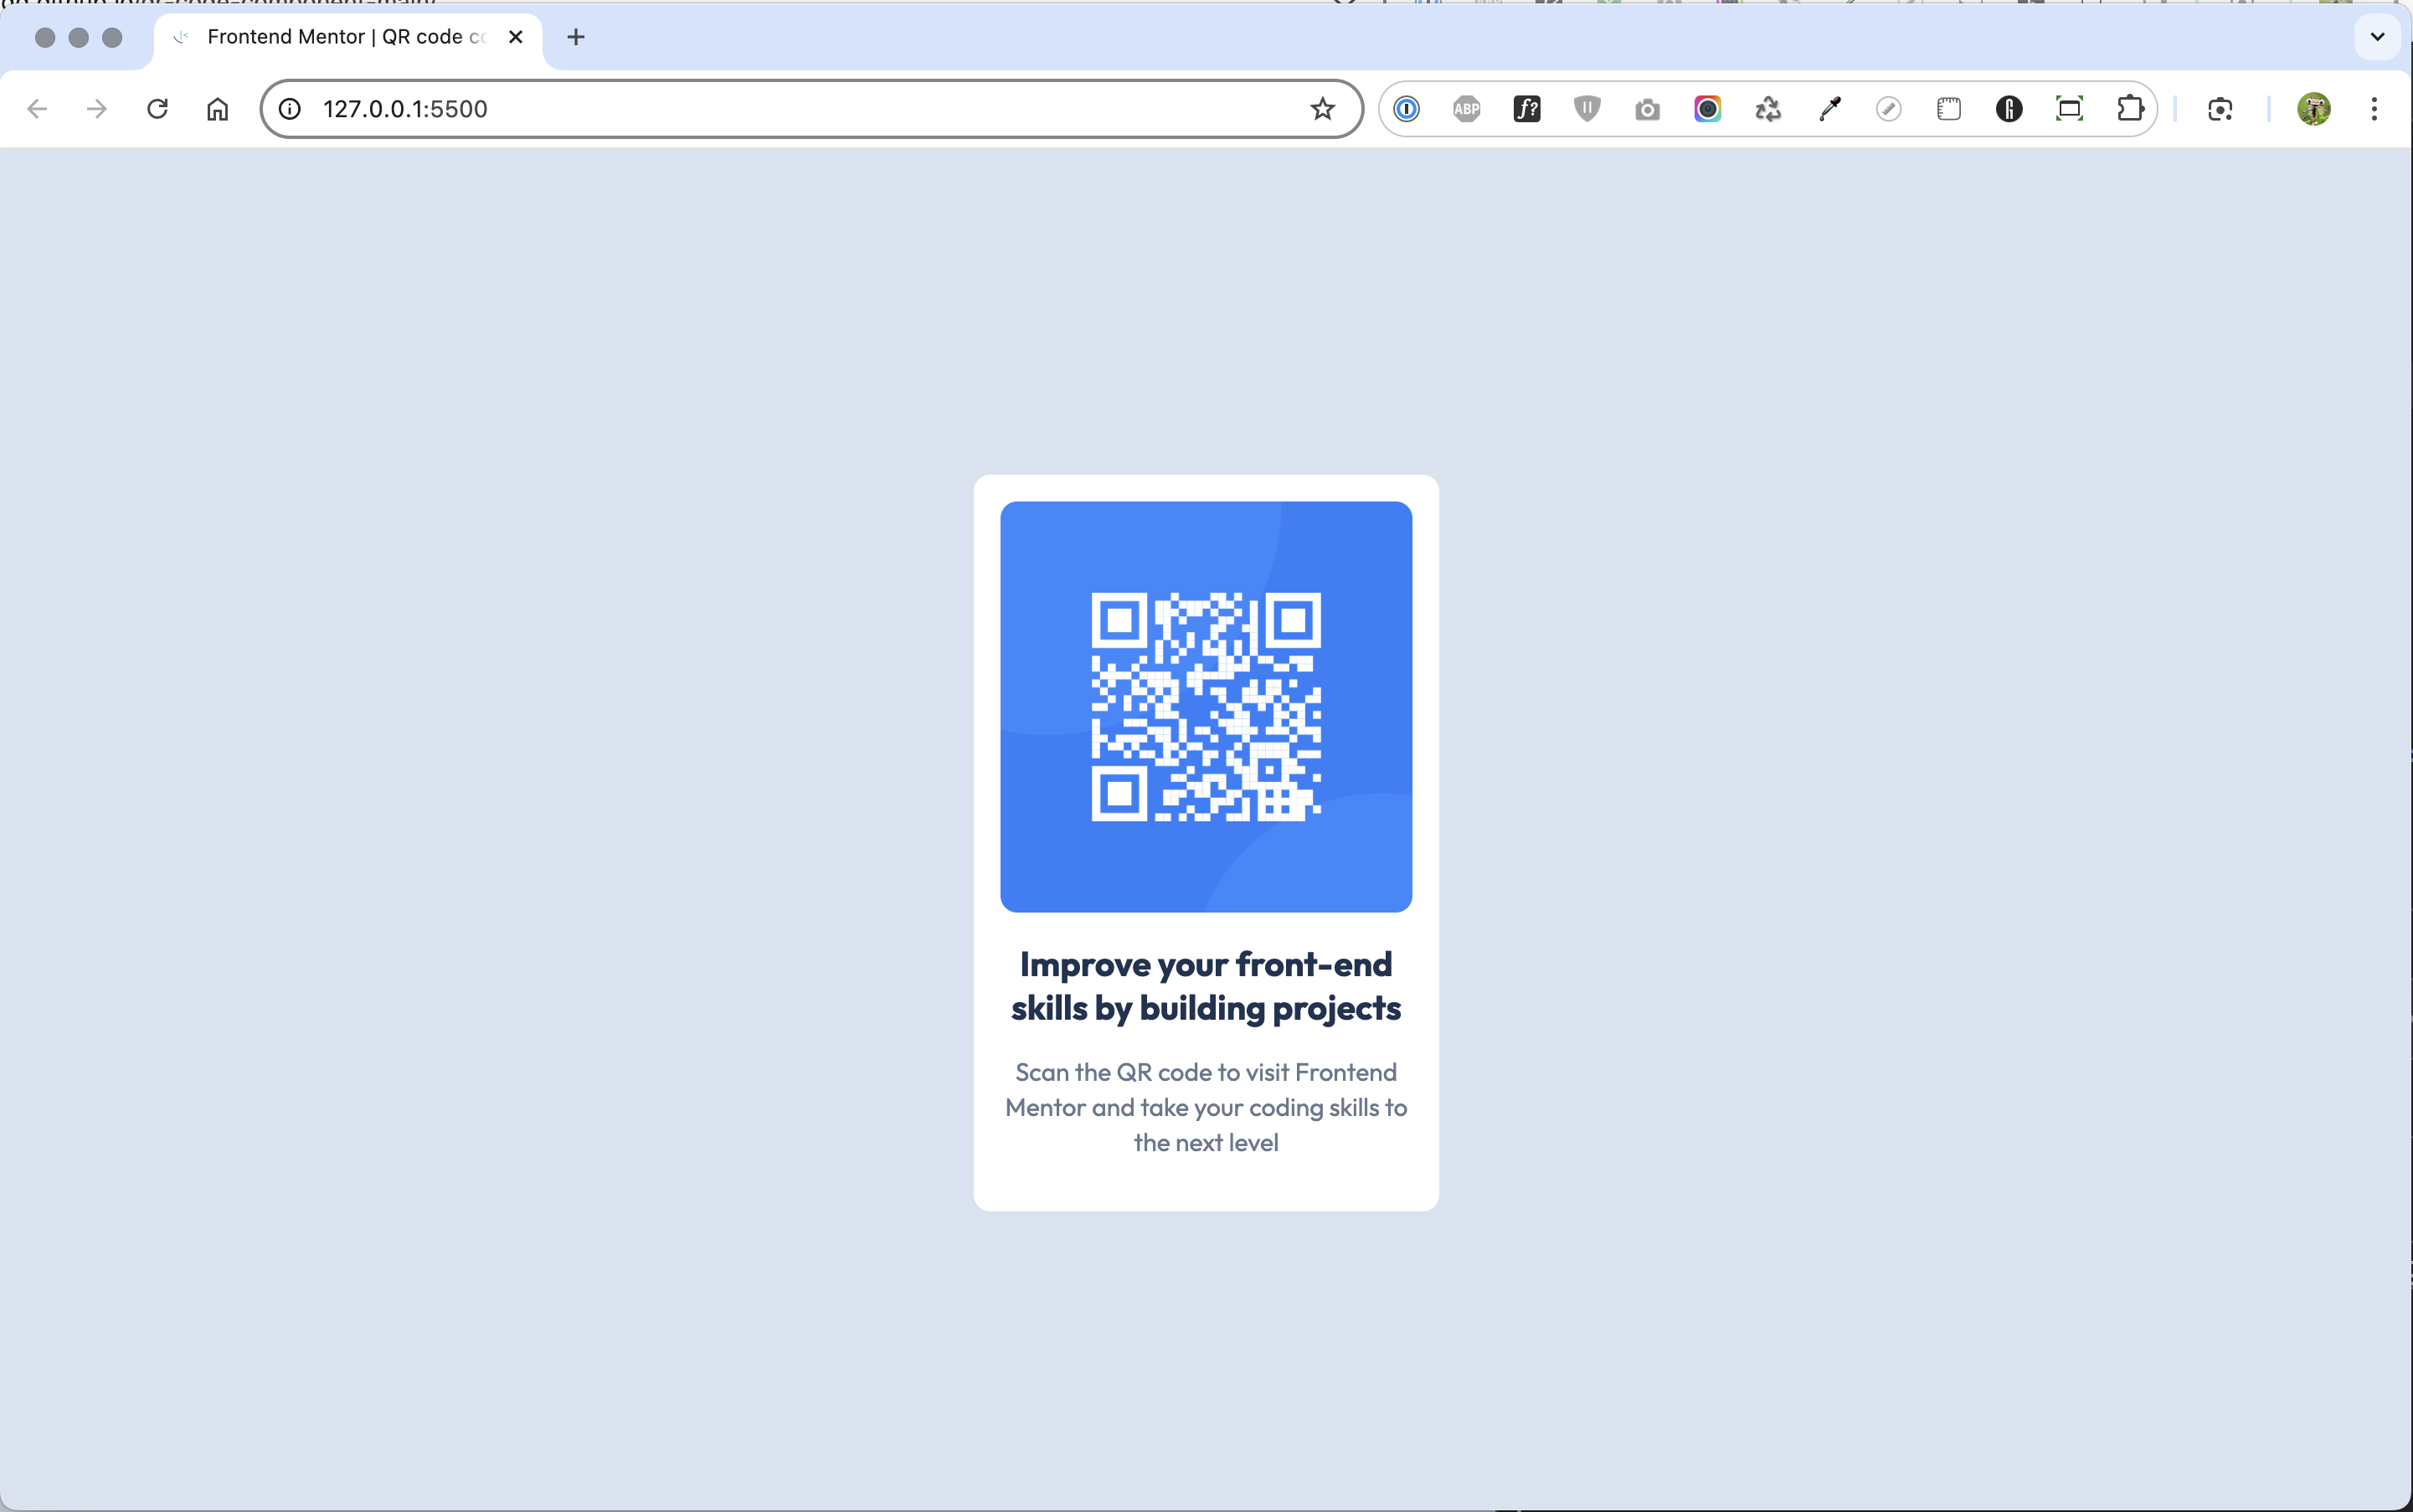 Frontend Mentor | QR code co
127.0.0.1:5500
ABP
f?
Improve your front-end
skills by building projects
Scan the QR code to visit Frontend
Mentor and take your coding skills to
the next level